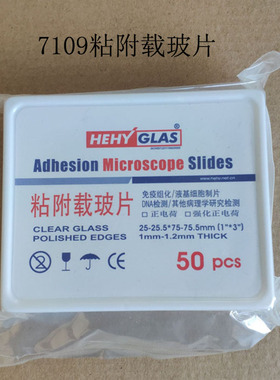 7109粘附载玻片
HEHY GLAS
Adhesion Microscope Slides
粘附载玻片
免疫组化/液基细胞制片
DNA检测/其他病理学研究检测
□正电荷 □强化正电荷
CLEAR GLASS
POLISHED EDGES
25-25.5*75-75.5mm (1"*3")
1mm-1.2mm THICK
50 pcs